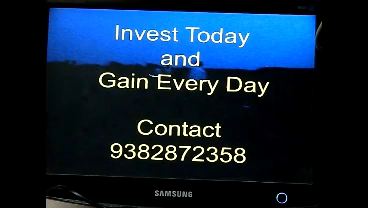 Invest Today
and
Gain Every Day
Contact
9382872358
SAMSUNG